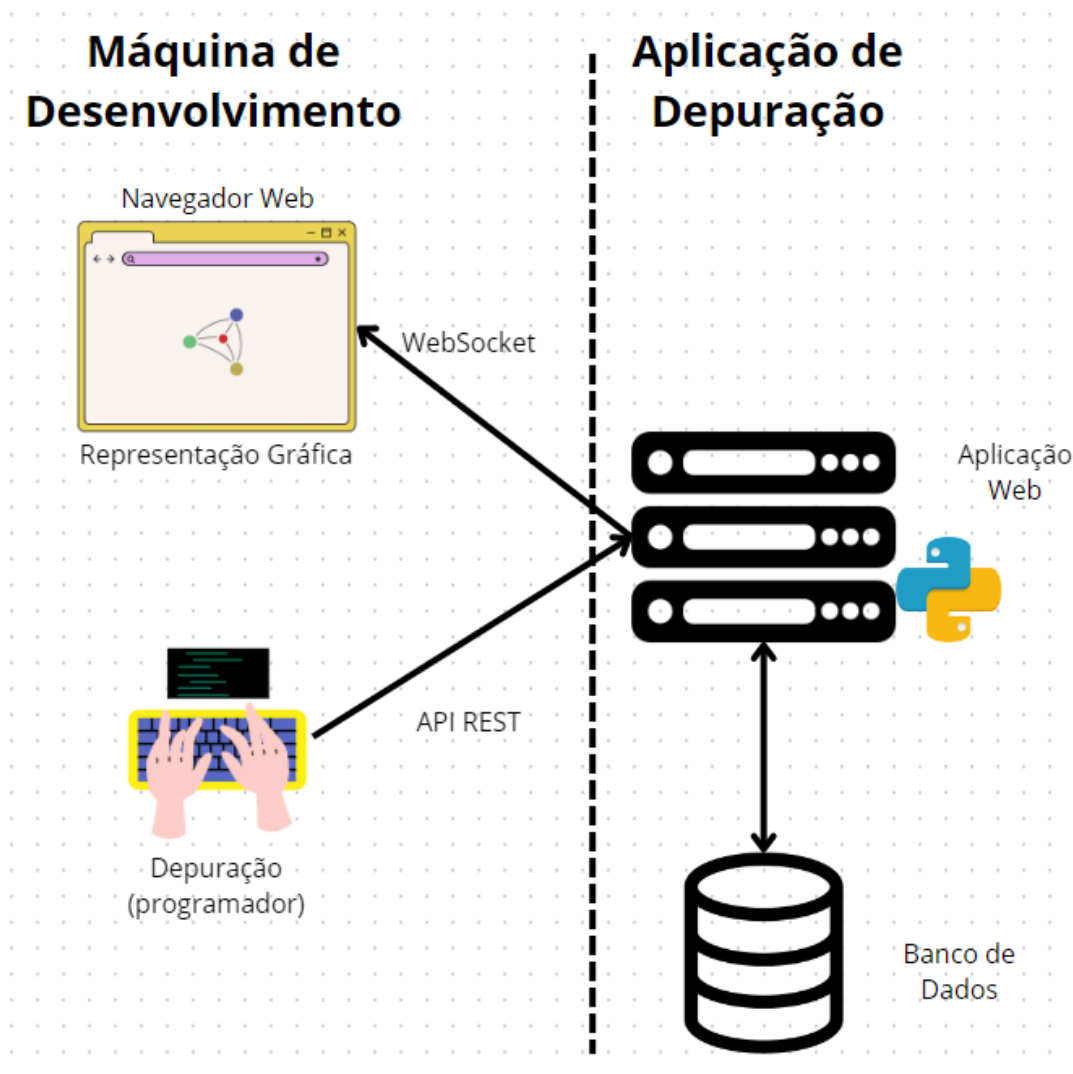 Máquina de
Desenvolvimento
Aplicação de
Depuração
Navegador Web
WebSocket
Representação Gráfica
Aplicação
Web
API REST
Depuração
(programador)
Banco de
Dados